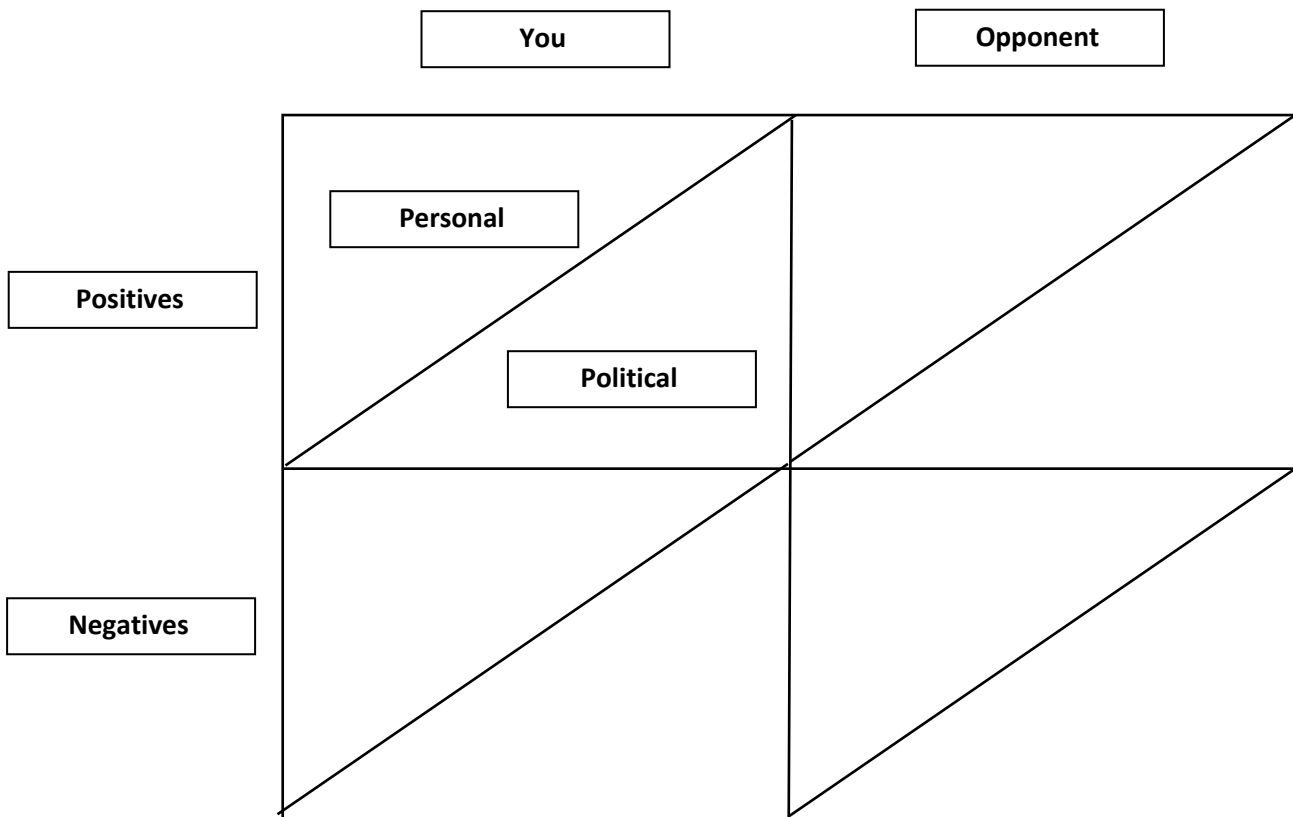 You
Opponent
Personal
Positives
Political
Negatives